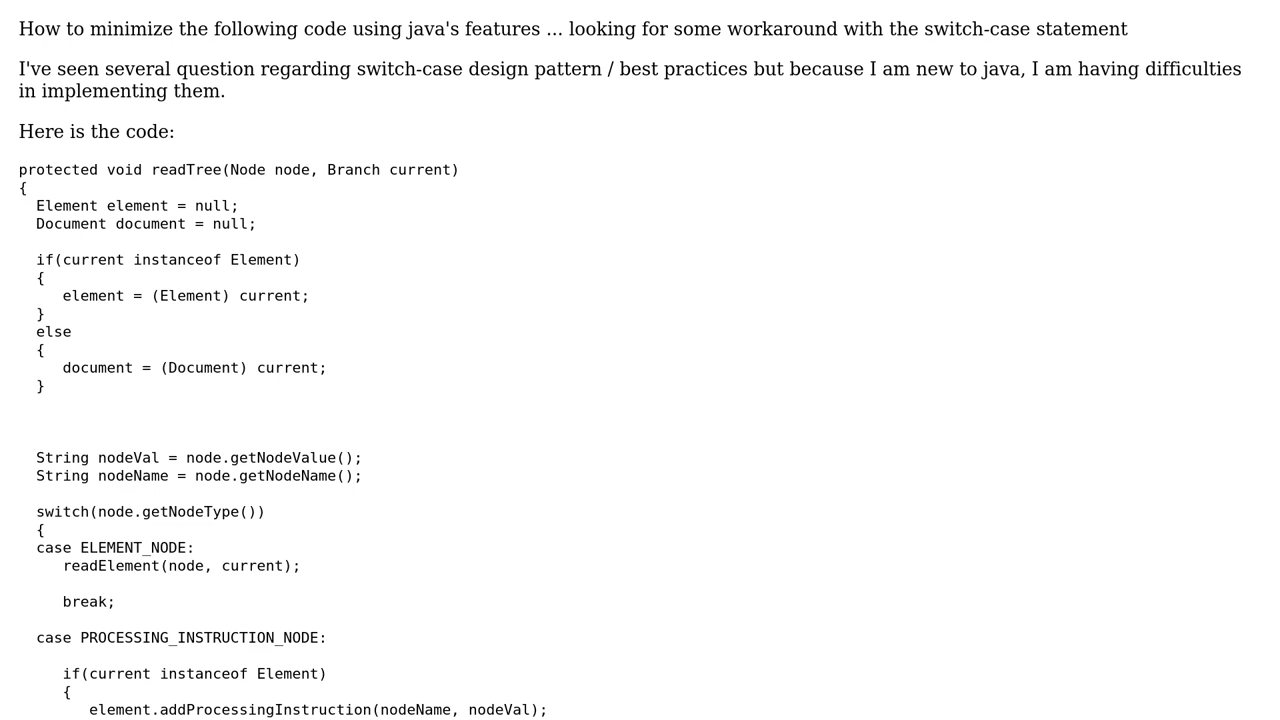 How to minimize the following code using java's features ... looking for some workaround with the switch-case statement
I've seen several question regarding switch-case design pattern / best practices but because I am new to java, I am having difficulties
in implementing them.
Here is the code:
protected void readTree(Node node, Branch current)
{
  Element element = null;
  Document document = null;
  if(current instanceof Element)
  {
     element = (Element) current;
  }
  else
  {
     document = (Document) current;
  }
  String nodeVal = node.getNodeValue();
  String nodeName = node.getNodeName();
  switch(node.getNodeType())
  {
  case ELEMENT_NODE:
     readElement(node, current);
     break;
  case PROCESSING_INSTRUCTION_NODE:
     if(current instanceof Element)
     {
        element.addProcessingInstruction(nodeName, nodeVal);